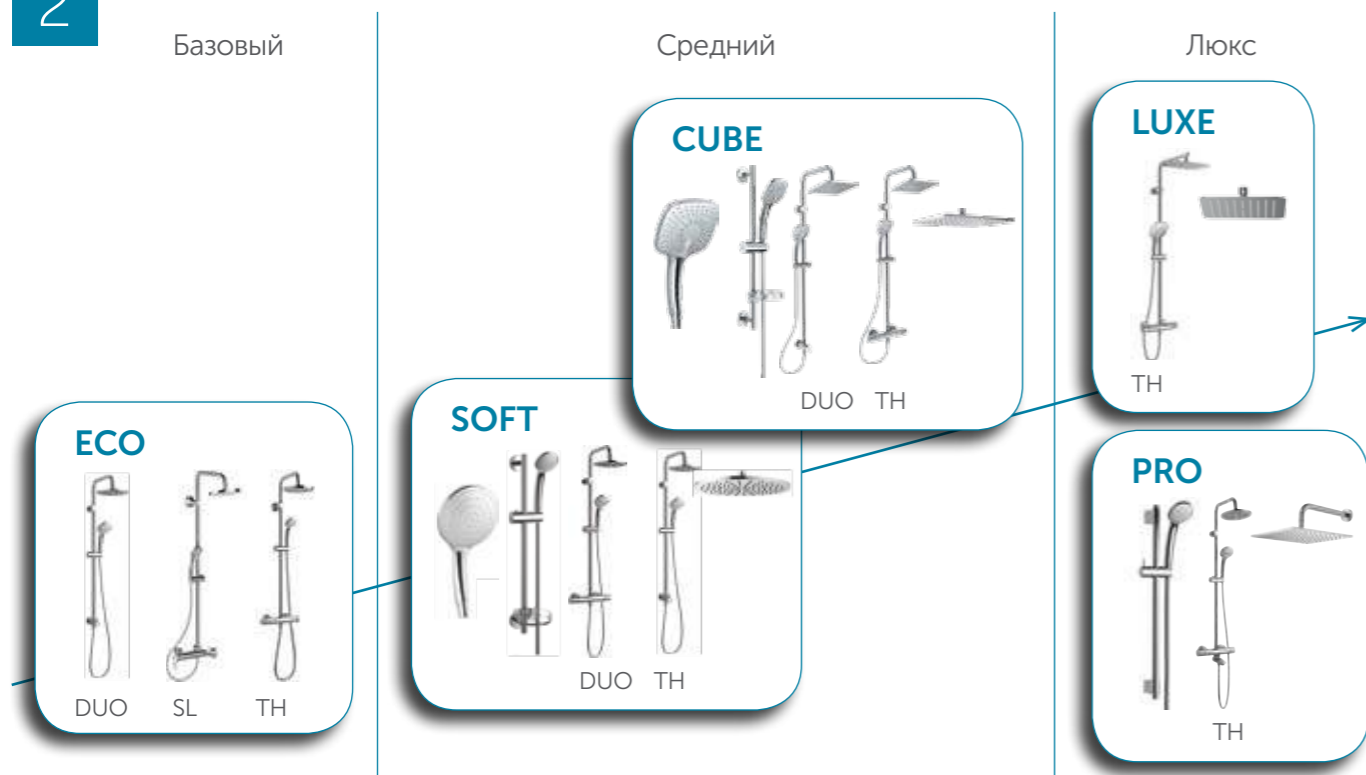 2
Базовый
Средний
Люкс
CUBE
DUO TH
LUXE
TH
ECO
DUO SL TH
SOFT
DUO TH
PRO
TH